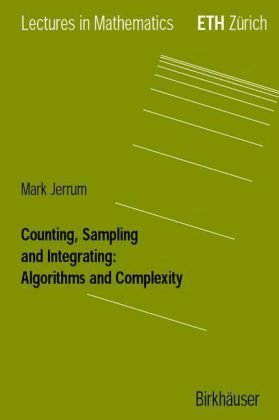 Lectures in Mathematics ETH Zürich
Mark Jerrum
Counting, Sampling
and Integrating:
Algorithms and Complexity
Birkhäuser